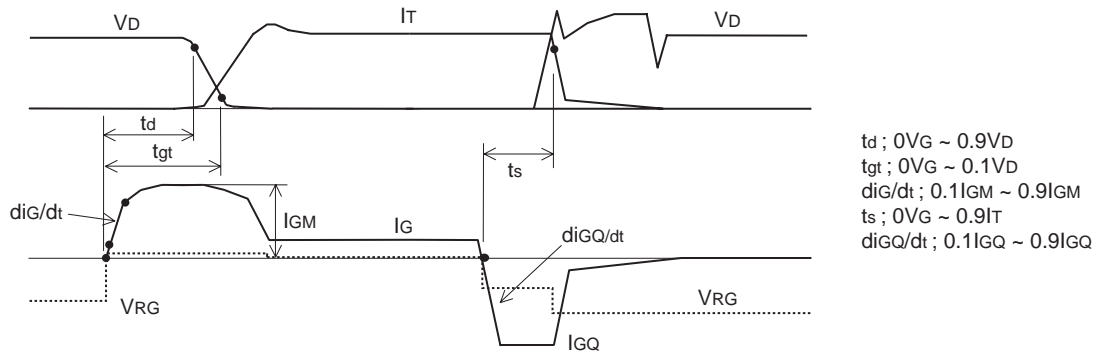 VD
IT
VD
td
tgt
ts
diG/dt
IGM
IG
diGQ/dt
VRG
VRG
IGQ
td ; 0VG ~ 0.9VD
tgt ; 0VG ~ 0.1VD
diG/dt ; 0.1IGM ~ 0.9IGM
ts ; 0VG ~ 0.9IT
diGQ/dt ; 0.1IGQ ~ 0.9IGQ